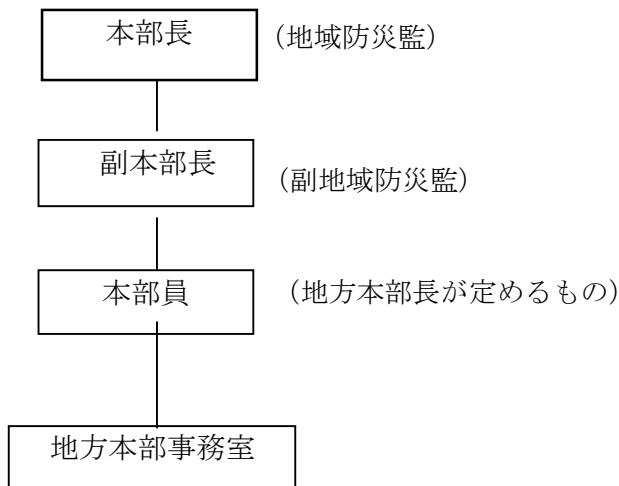 本部長 (地域防災監)
副本部長 (副地域防災監)
本部員 (地方本部長が定めるもの)
地方本部事務室